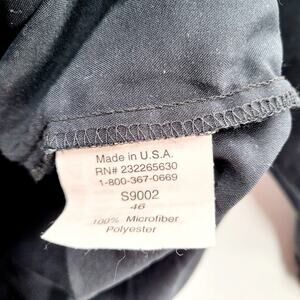 Made in U.S.A.
RN# 232265630
1-800-367-0669
S9002
46
100% Microfiber
Polyester